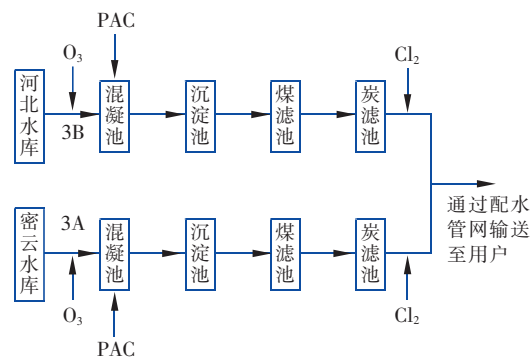 PAC
O₃
Cl₂
河北水库
3B
混凝池
沉淀池
煤滤池
炭滤池
通过配水
管网输送
至用户
密云水库
3A
混凝池
沉淀池
煤滤池
炭滤池
O₃
Cl₂
PAC